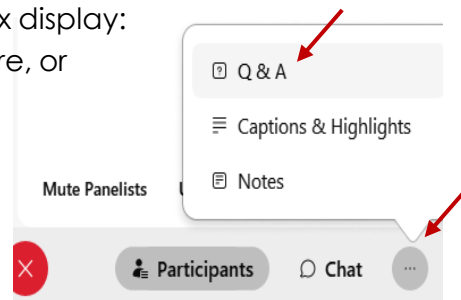 x display:
re, or
Q & A
Captions & Highlights
Notes
Mute Panelists
Participants
Chat